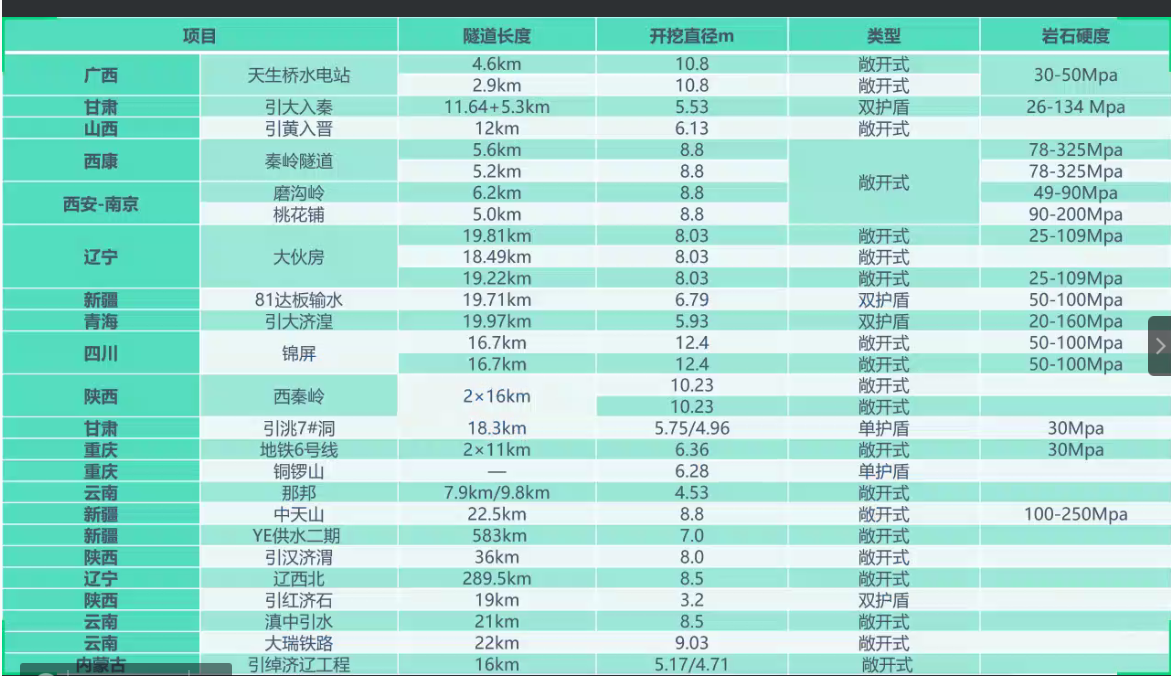 项目 隧道长度 开挖直径m 类型 岩石硬度
广西 天生桥水电站 4.6km 10.8 敞开式 30-50Mpa
2.9km 10.8 敞开式
甘肃 引大入秦 11.64+5.3km 5.53 双护盾 26-134 Mpa
山西 引黄入晋 12km 6.13 敞开式
西康 秦岭隧道 5.6km 8.8 敞开式 78-325Mpa
5.2km 8.8 78-325Mpa
西安-南京 磨沟岭 6.2km 8.8 49-90Mpa
桃花铺 5.0km 8.8 90-200Mpa
辽宁 大伙房 19.81km 8.03 敞开式 25-109Mpa
18.49km 8.03 敞开式
19.22km 8.03 敞开式 25-109Mpa
新疆 81达板输水 19.71km 6.79 双护盾 50-100Mpa
青海 引大济湟 19.97km 5.93 双护盾 20-160Mpa
四川 锦屏 16.7km 12.4 敞开式 50-100Mpa
16.7km 12.4 敞开式 50-100Mpa
陕西 西秦岭 2×16km 10.23 敞开式
10.23 敞开式
甘肃 引洮7#洞 18.3km 5.75/4.96 单护盾 30Mpa
重庆 地铁6号线 2×11km 6.36 敞开式 30Mpa
重庆 铜锣山 — 6.28 单护盾
云南 那邦 7.9km/9.8km 4.53 敞开式
新疆 中天山 22.5km 8.8 敞开式 100-250Mpa
新疆 YE供水二期 583km 7.0 敞开式
陕西 引汉济渭 36km 8.0 敞开式
辽宁 辽西北 289.5km 8.5 敞开式
陕西 引红济石 19km 3.2 双护盾
云南 滇中引水 21km 8.5 敞开式
云南 大瑞铁路 22km 9.03 敞开式
内蒙古 引绰济辽工程 16km 5.17/4.71 敞开式